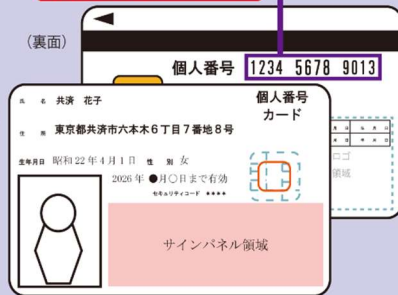 (裏面)
個人番号 1234 5678 9013
氏名 共済 花子
個人番号
カード
住所 東京都共済市六本木6丁目7番地8号
生年月日 昭和22年4月1日 性別 女
2026年●月〇日まで有効
セキュリティコード ****
ロゴ
領域
サインパネル領域